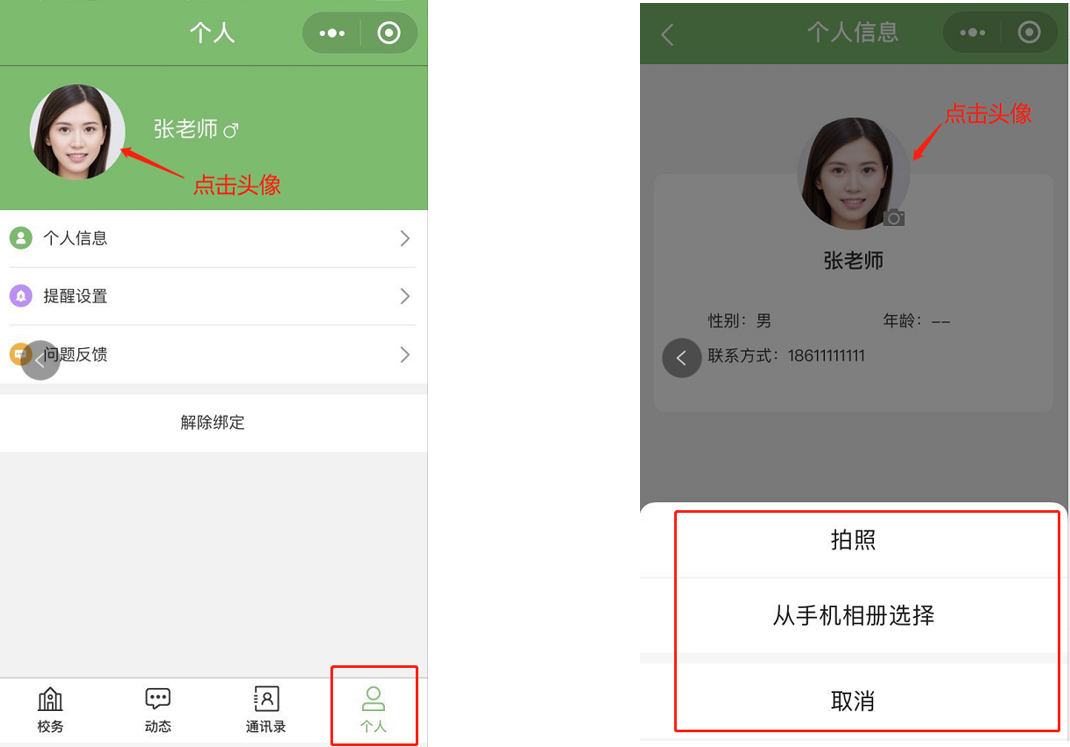 个人
张老师♂
点击头像
个人信息
提醒设置
问题反馈
解除绑定
校务
动态
通讯录
个人
个人信息
点击头像
张老师
性别：男
年龄：––
联系方式：18611111111
拍照
从手机相册选择
取消